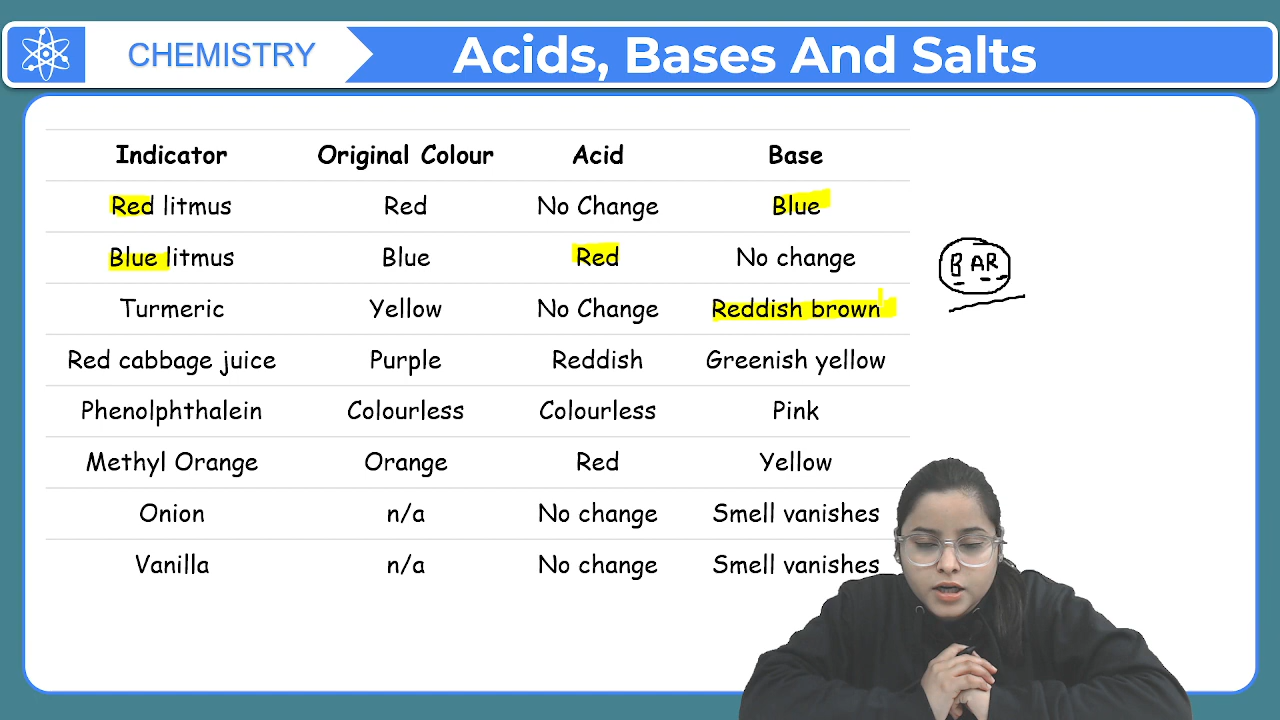 CHEMISTRY Acids, Bases And Salts
Indicator Original Colour Acid Base
Red litmus Red No Change Blue
Blue litmus Blue Red No change
BAR
Turmeric Yellow No Change Reddish brown
Red cabbage juice Purple Reddish Greenish yellow
Phenolphthalein Colourless Colourless Pink
Methyl Orange Orange Red Yellow
Onion n/a No change Smell vanishes
Vanilla n/a No change Smell vanishes